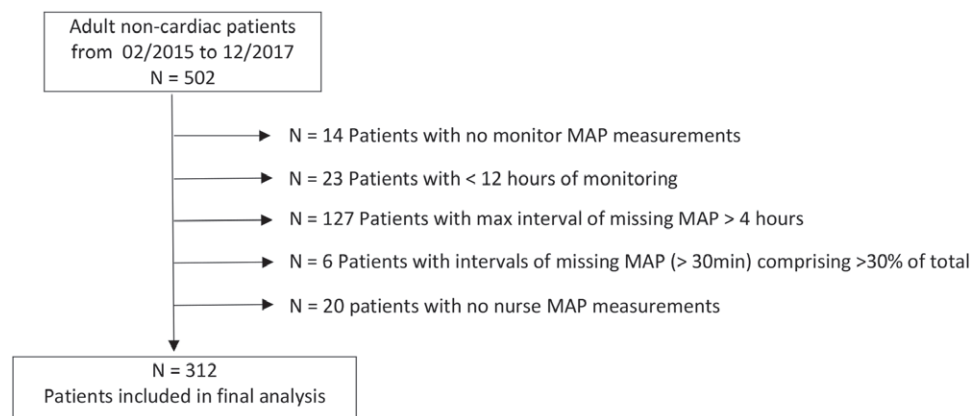 Adult non-cardiac patients
from 02/2015 to 12/2017
N = 502
N = 14 Patients with no monitor MAP measurements
N = 23 Patients with < 12 hours of monitoring
N = 127 Patients with max interval of missing MAP > 4 hours
N = 6 Patients with intervals of missing MAP (> 30min) comprising >30% of total
N = 20 patients with no nurse MAP measurements
N = 312
Patients included in final analysis